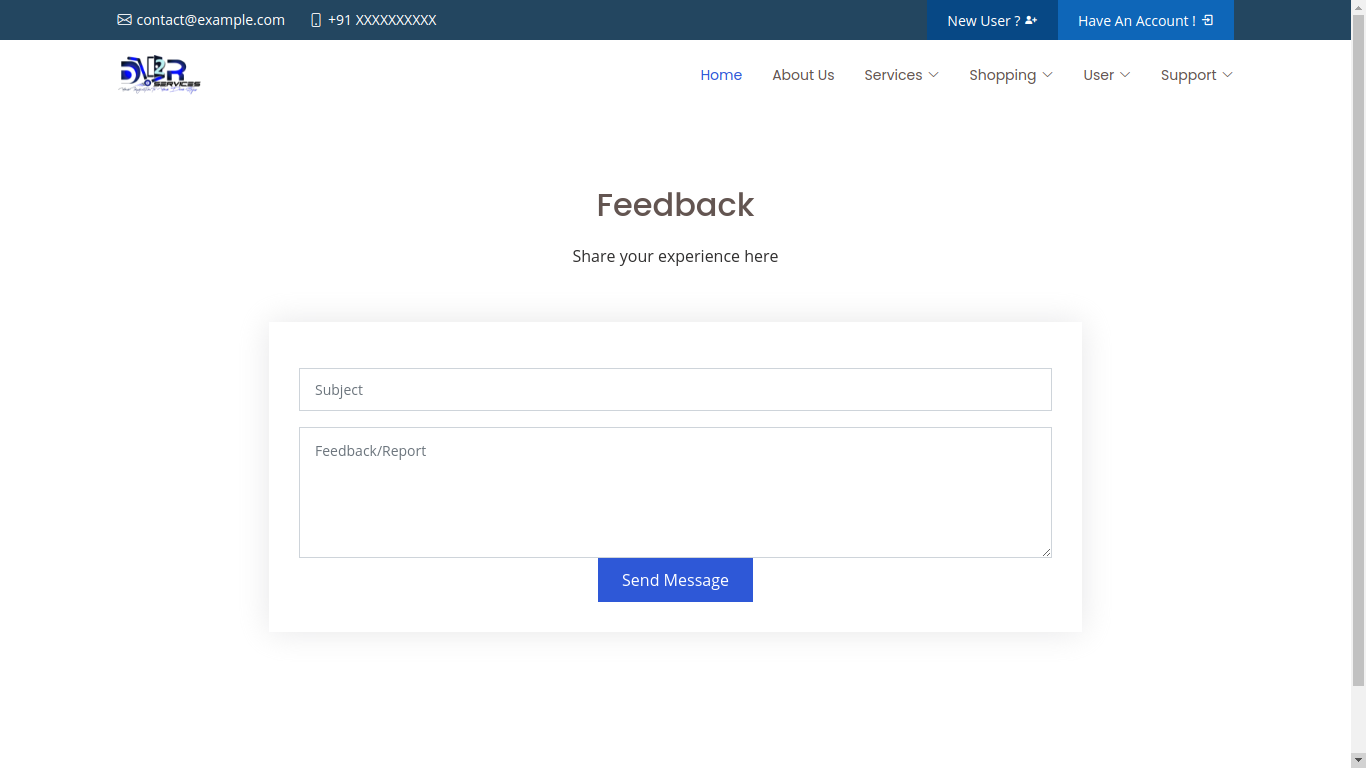 contact@example.com +91 XXXXXXXXXX New User ? Have An Account !
SERVICES
Home About Us Services Shopping User Support
Feedback
Share your experience here
Subject
Feedback/Report
Send Message